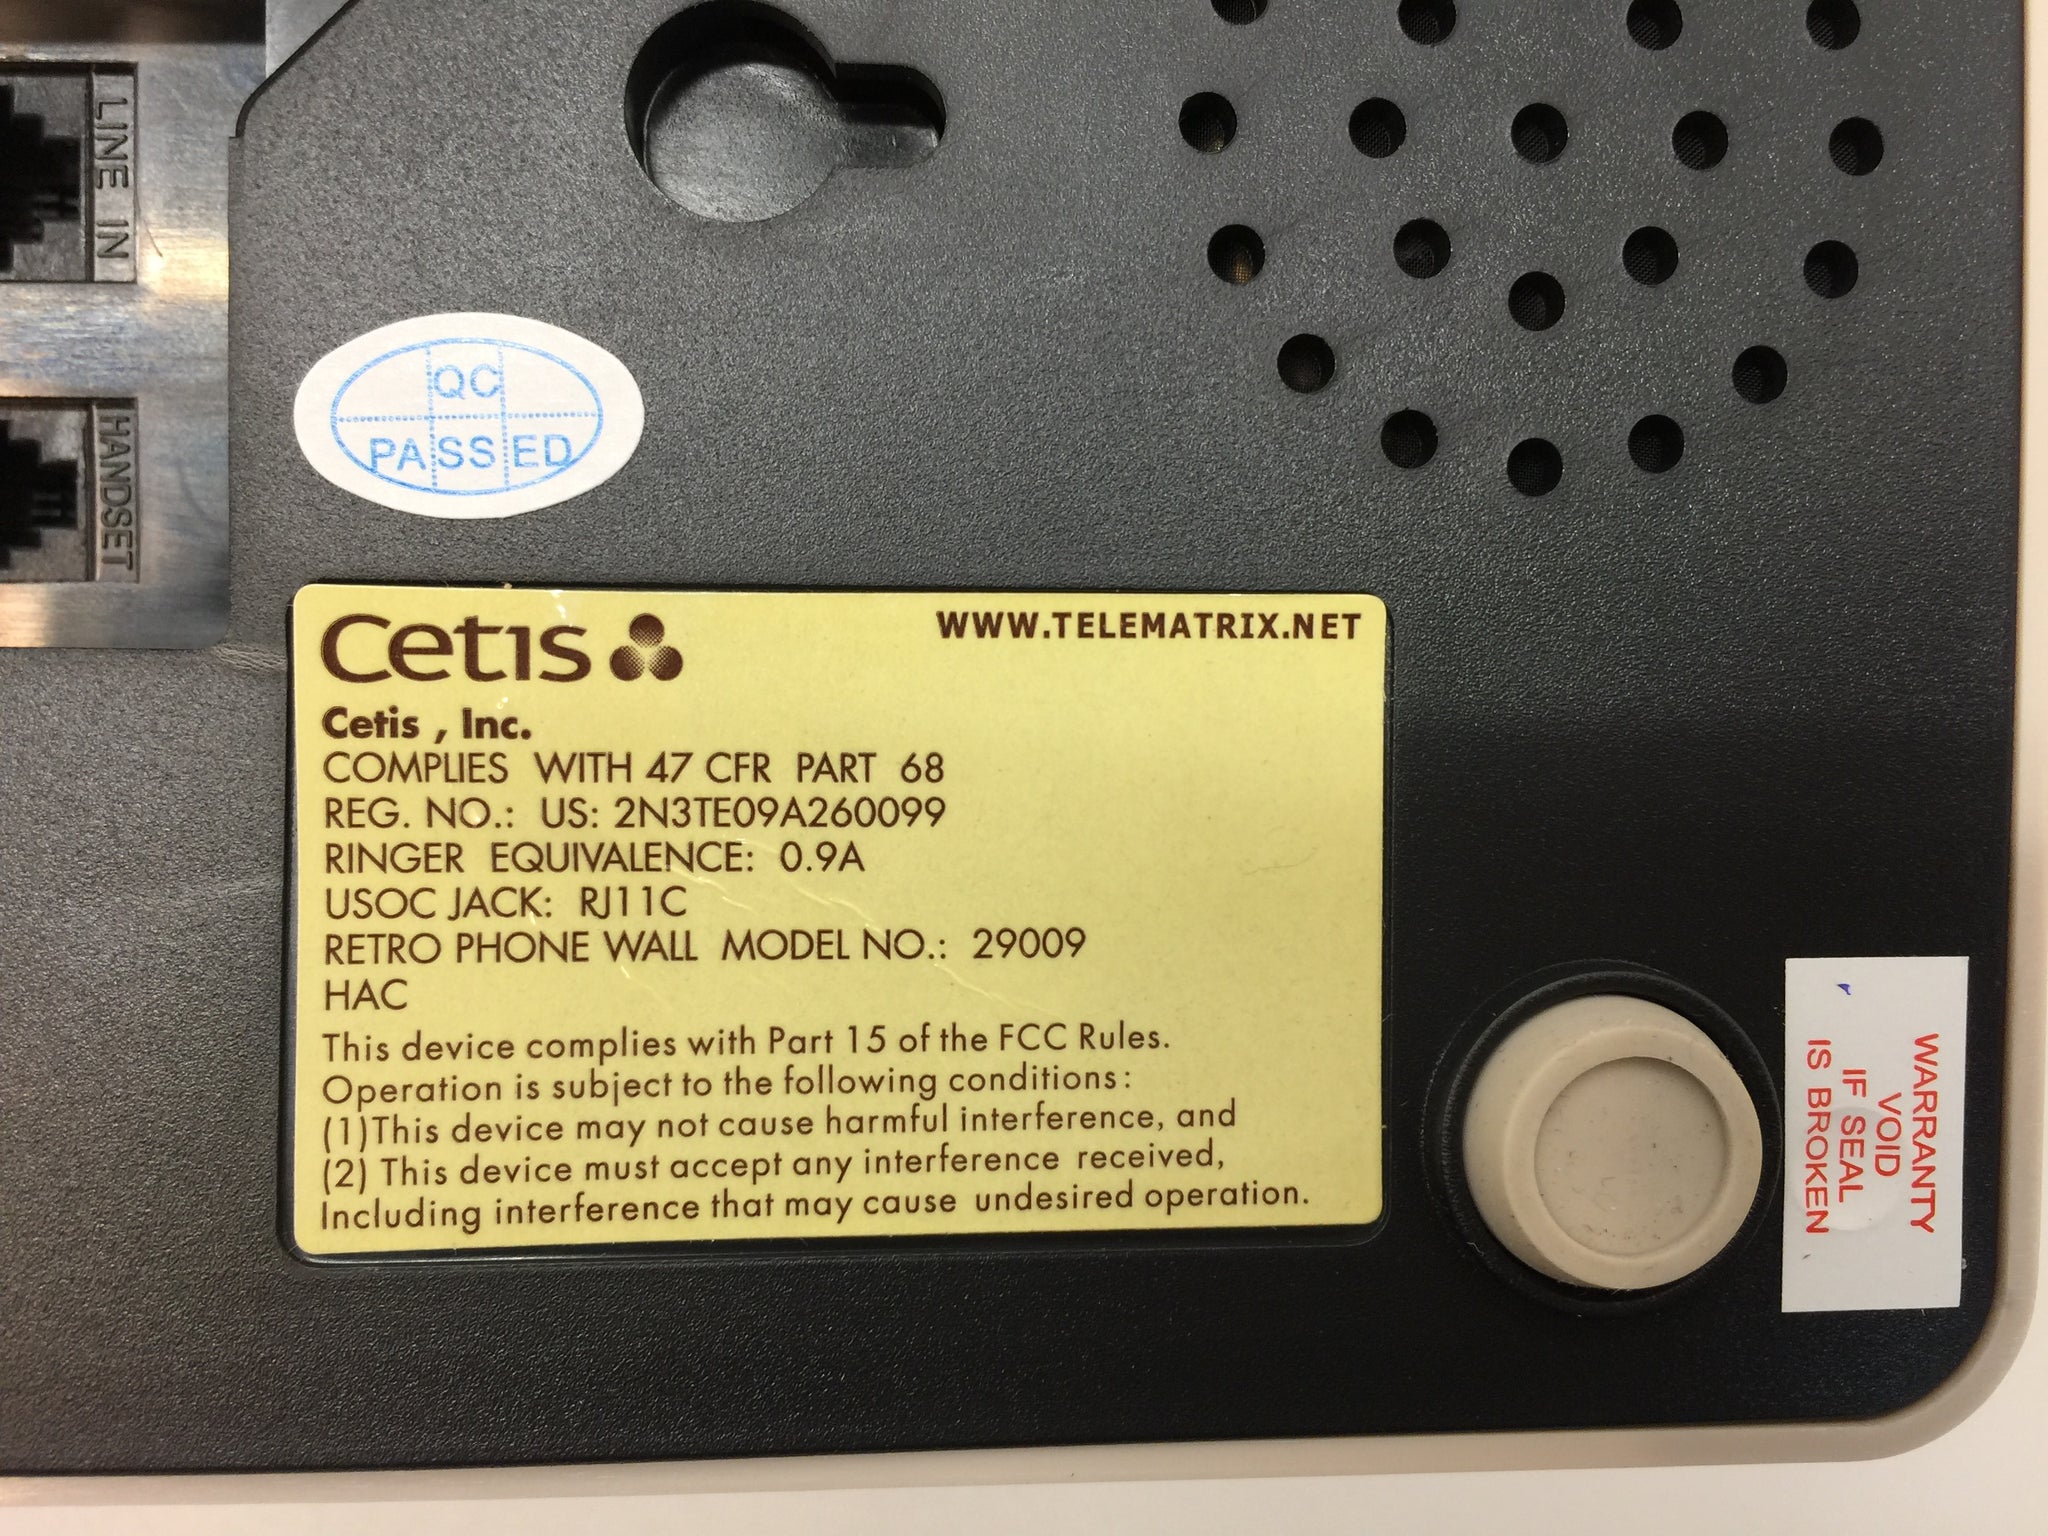 LINE IN
HANDSET
QC
PASSED
Cetis
WWW.TELEMATRIX.NET
Cetis , Inc.
COMPLIES WITH 47 CFR PART 68
REG. NO.: US: 2N3TE09A260099
RINGER EQUIVALENCE: 0.9A
USOC JACK: RJ11C
RETRO PHONE WALL MODEL NO.: 29009
HAC
This device complies with Part 15 of the FCC Rules.
Operation is subject to the following conditions:
(1)This device may not cause harmful interference, and
(2) This device must accept any interference received,
Including interference that may cause undesired operation.
WARRANTY
VOID
IF SEAL
IS BROKEN